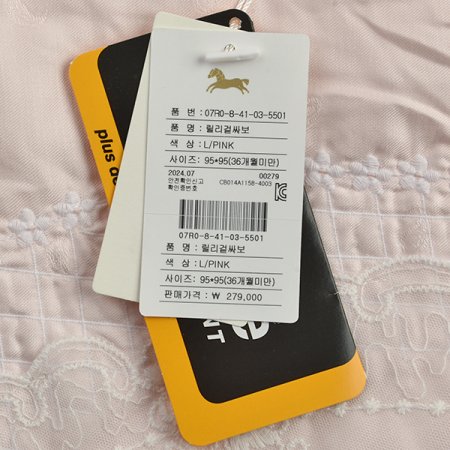 품 번 : 07R0-8-41-03-5501
품 명 : 릴리겉싸보
색 상 : L/PINK
사이즈: 95*95(36개월미만)
2024.07 00279
안전확인신고
확인증번호 CB014A1158-4003
07R0-8-41-03-5501
품 명 : 릴리겉싸보
색 상 : L/PINK
사이즈: 95*95(36개월미만)
판매가격 : ₩ 279,000
plus
NT